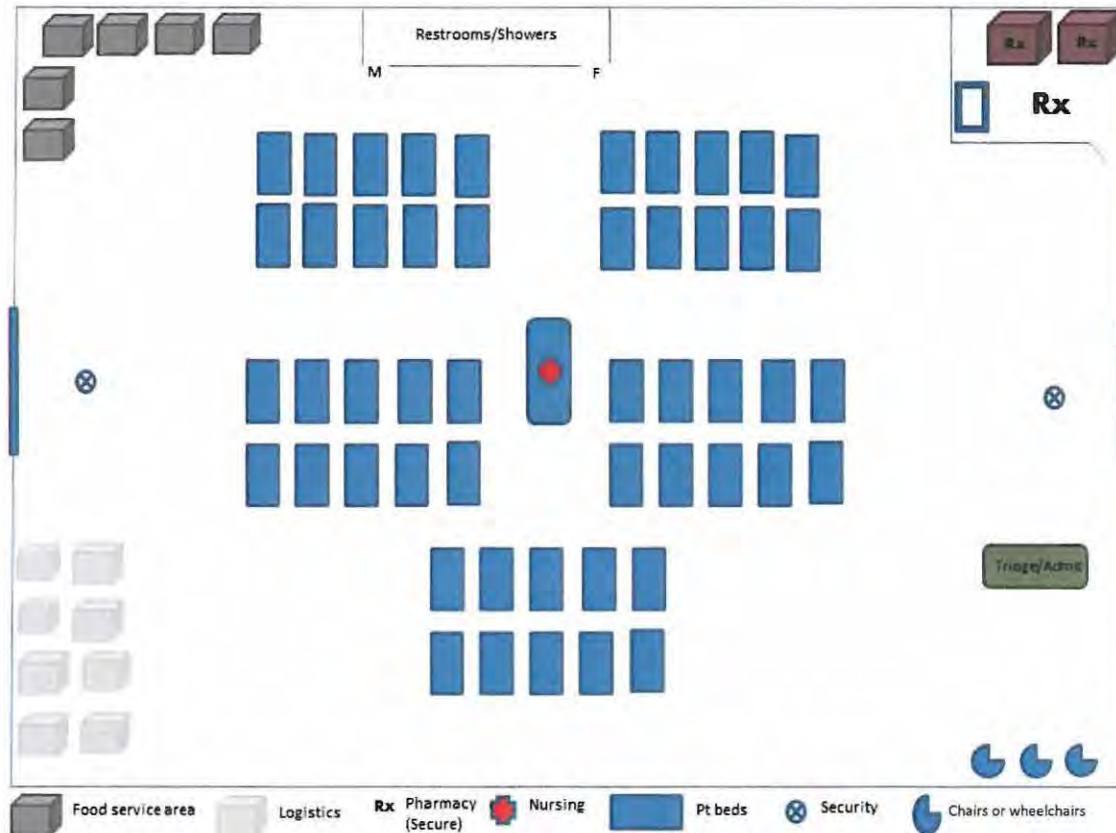 Restrooms/Showers
M
F
Rx
Rx
Rx
Triage/Admit
Food service area
Logistics
Rx Pharmacy
(Secure)
Nursing
Pt beds
Security
Chairs or wheelchairs